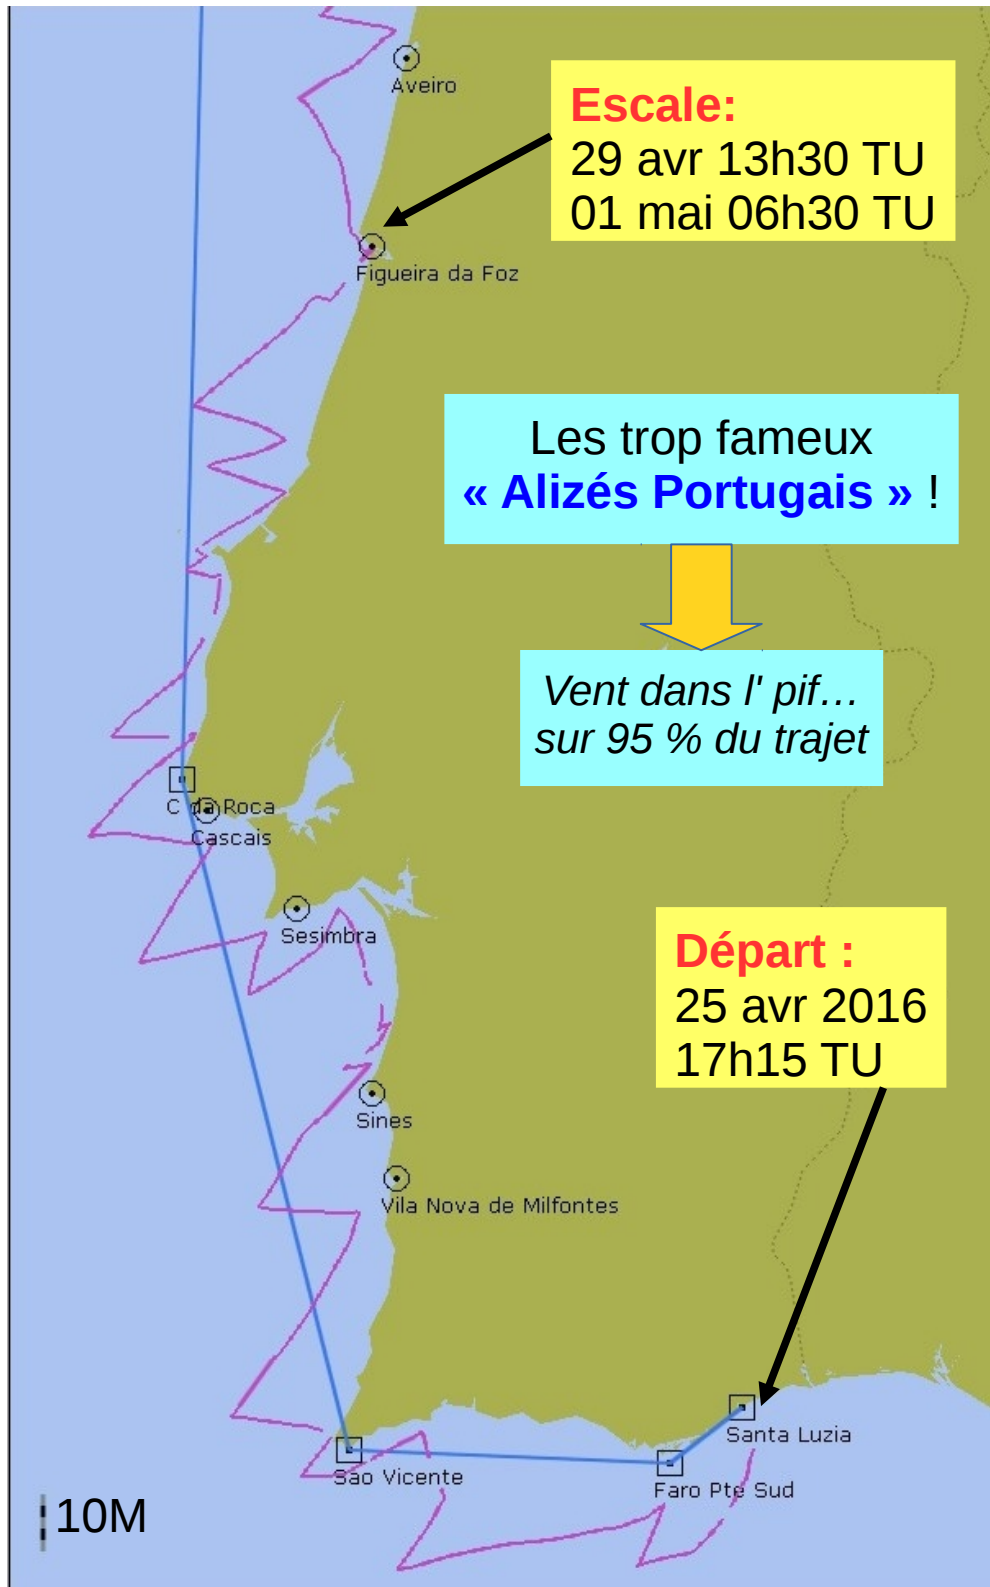 Aveiro
Escale:
29 avr 13h30 TU
01 mai 06h30 TU
Figueira da Foz
Les trop fameux
« Alizés Portugais » !
Vent dans l' pif...
sur 95 % du trajet
C da Roca
Cascais
Sesimbra
Départ :
25 avr 2016
17h15 TU
Sines
Vila Nova de Milfontes
Santa Luzia
Sao Vicente
Faro Pte Sud
10M